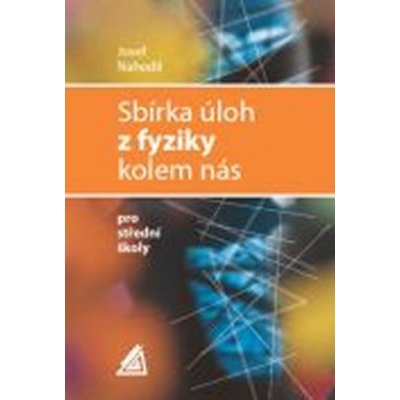 Josef
Nahodil
Sbírka úloh
z fyziky
kolem nás
pro
střední
školy